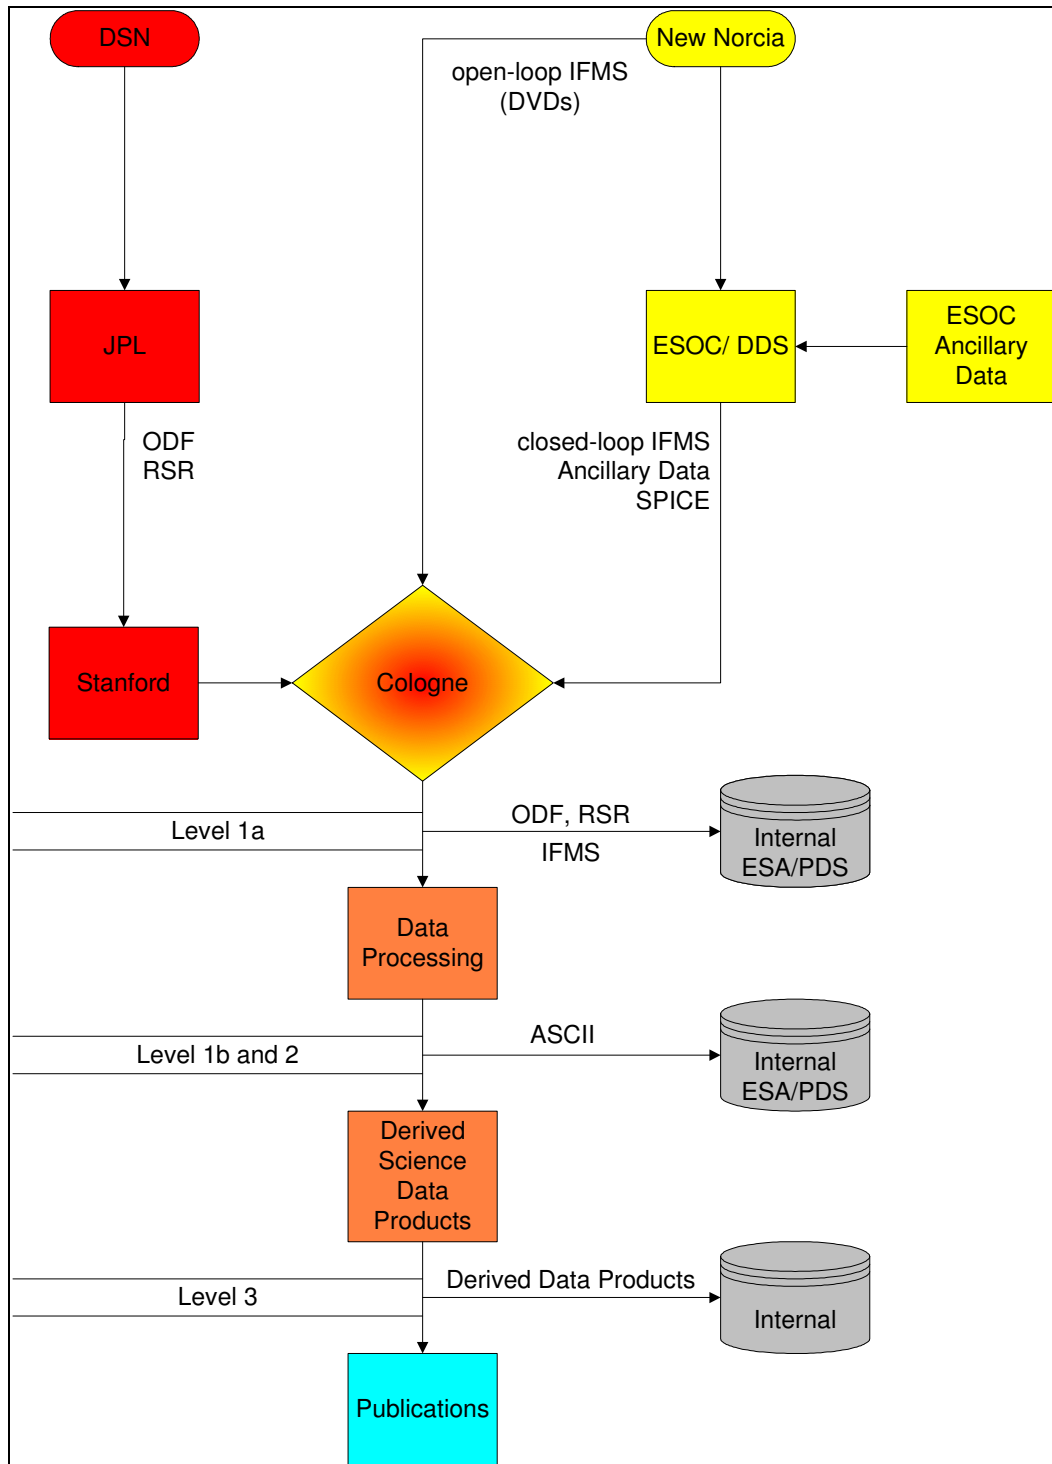 DSN
New Norcia
open-loop IFMS
(DVDs)
JPL
ESOC/ DDS
ESOC
Ancillary
Data
ODF
RSR
closed-loop IFMS
Ancillary Data
SPICE
Stanford
Cologne
Level 1a
ODF, RSR
IFMS
Internal
ESA/PDS
Data
Processing
Level 1b and 2
ASCII
Internal
ESA/PDS
Derived
Science
Data
Products
Level 3
Derived Data Products
Internal
Publications